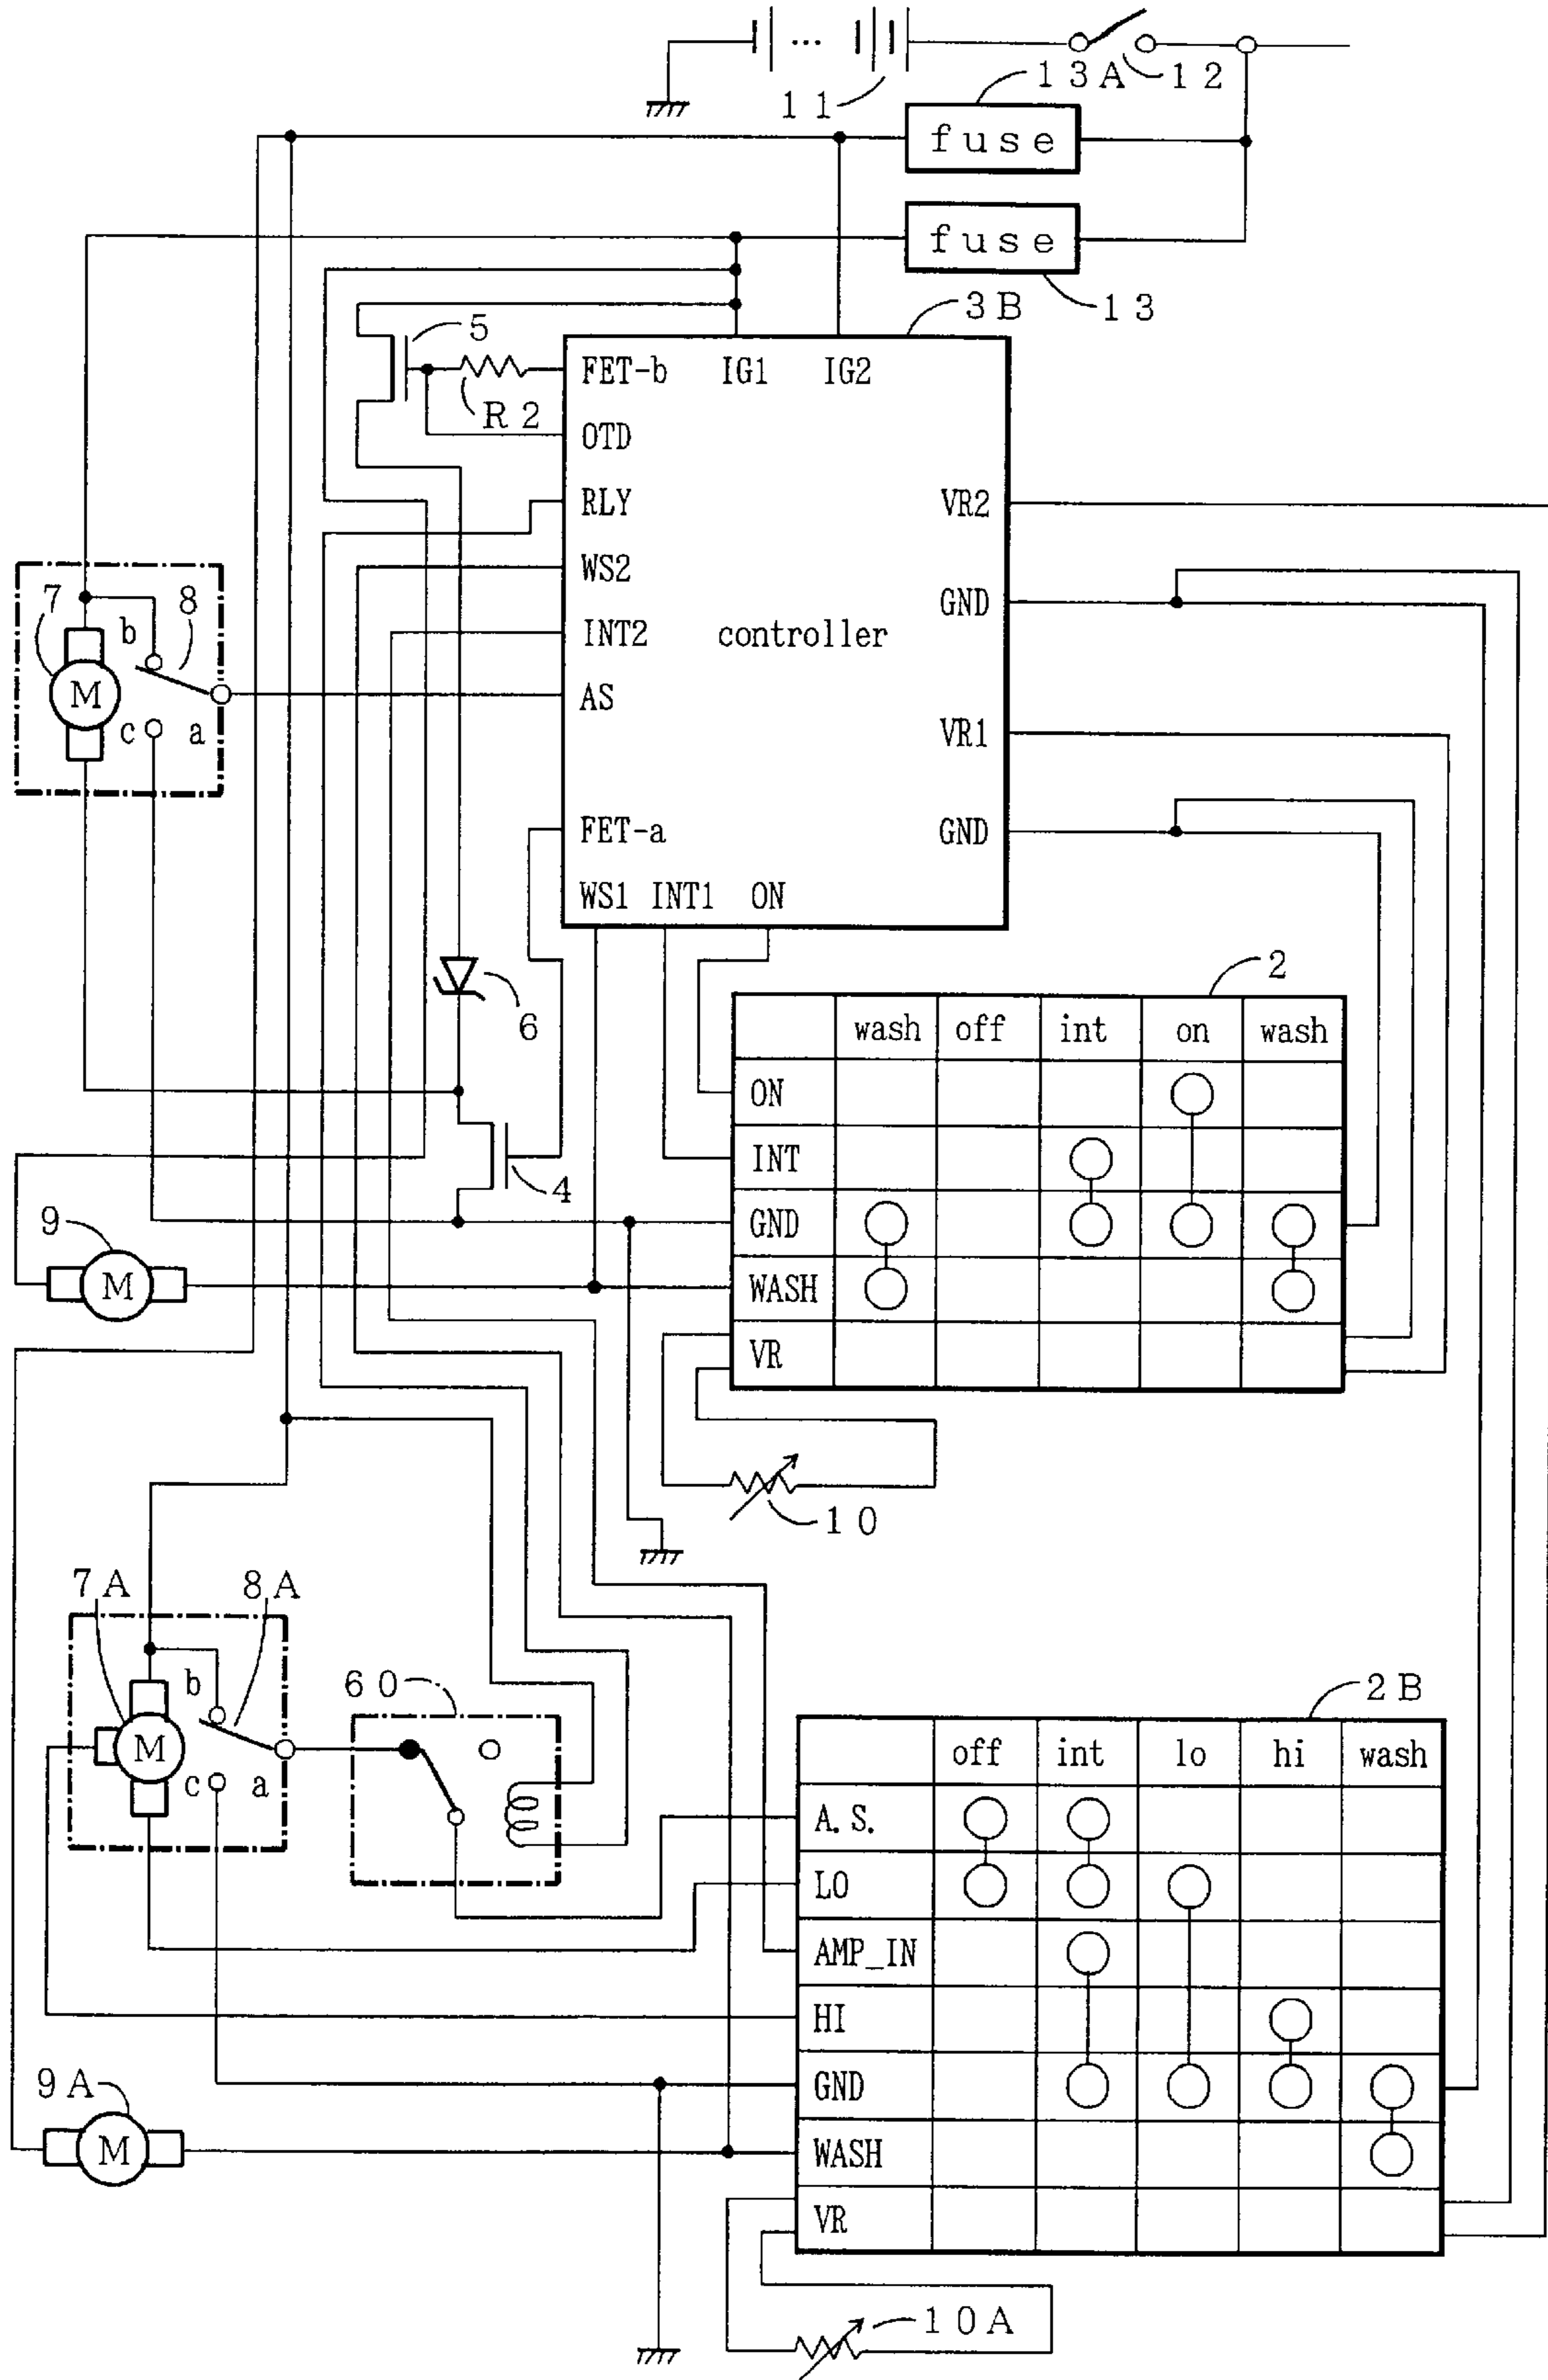 ...
13A
12
11
fuse
fuse
3B
13
5
FET-b IG1 IG2
R2
OTD
RLY
VR2
WS2
7
8
b
GND
INT2 controller
M
AS
c a
VR1
FET-a
GND
WS1 INT1 ON
2
6
wash off int on wash
ON
INT
4
9
GND
M
WASH
VR
10
7A
8A
60
2B
b
M
off int lo hi wash
c a
A.S.
LO
AMP_IN
HI
9A
GND
M
WASH
VR
10A